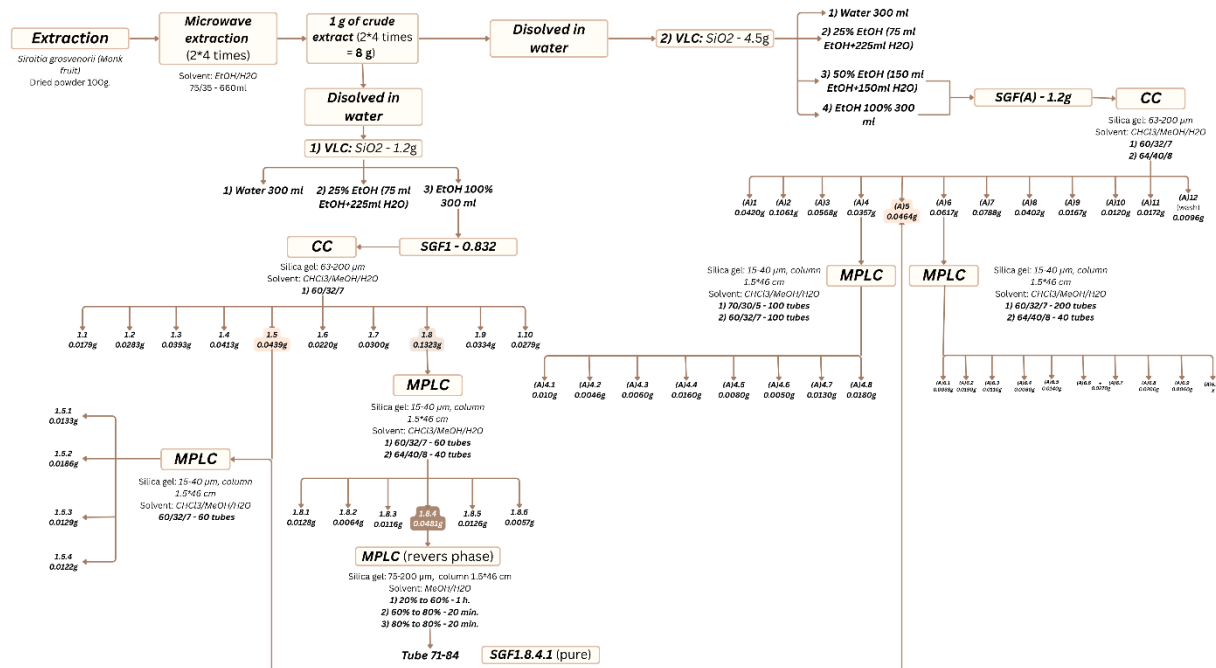 Extraction
Siraitia grosvenorii (Monk
fruit)
Dried powder 100g.
Microwave
extraction
(2*4 times)
Solvent: EtOH/H2O
75/35 - 660ml
1 g of crude
extract (2*4 times
= 8 g)
Disolved in
water
2) VLC: SiO2 - 4.5g
1) Water 300 ml
2) 25% EtOH (75 ml
EtOH+225ml H2O)
3) 50% EtOH (150 ml
EtOH+150ml H2O)
4) EtOH 100% 300
ml
SGF(A) - 1.2g
CC
Silica gel: 63-200 µm
Solvent: CHCl3/MeOH/H2O
1) 60/32/7
2) 64/40/8
Disolved in
water
1) VLC: SiO2 - 1.2g
1) Water 300 ml
2) 25% EtOH (75 ml
EtOH+225ml H2O)
3) EtOH 100%
300 ml
CC
SGF1 - 0.832
Silica gel: 63-200 µm
Solvent: CHCl3/MeOH/H2O
1) 60/32/7
1.1
0.0179g
1.2
0.0283g
1.3
0.0393g
1.4
0.0413g
1.5
0.0439g
1.6
0.0220g
1.7
0.0300g
1.8
0.1323g
1.9
0.0334g
1.10
0.0279g
(A)1
0.0420g
(A)2
0.1061g
(A)3
0.0568g
(A)4
0.0357g
(A)5
0.0464g
(A)6
0.0617g
(A)7
0.0788g
(A)8
0.0402g
(A)9
0.0167g
(A)10
0.0120g
(A)11
0.0172g
(A)12
(wash)
0.0096g
MPLC
Silica gel: 15-40 µm, column
1.5*46 cm
Solvent: CHCl3/MeOH/H2O
1) 70/30/5 - 100 tubes
2) 60/32/7 - 100 tubes
MPLC
Silica gel: 15-40 µm, column
1.5*46 cm
Solvent: CHCl3/MeOH/H2O
1) 60/32/7 - 200 tubes
2) 64/40/8 - 40 tubes
(A)4.1
0.010g
(A)4.2
0.0046g
(A)4.3
0.0060g
(A)4.4
0.0160g
(A)4.5
0.0080g
(A)4.6
0.0050g
(A)4.7
0.0130g
(A)4.8
0.0180g
(A)6.1
(A)6.2
(A)6.3
(A)6.4
(A)6.5
(A)6.6 + (A)6.7
(A)6.8
(A)6.9
MPLC
Silica gel: 15-40 µm, column
1.5*46 cm
Solvent: CHCl3/MeOH/H2O
1) 60/32/7 - 60 tubes
2) 64/40/8 - 40 tubes
1.5.1
0.0133g
1.5.2
0.0186g
1.5.3
0.0129g
1.5.4
0.0122g
MPLC
Silica gel: 15-40 µm, column
1.5*46 cm
Solvent: CHCl3/MeOH/H2O
60/32/7 - 60 tubes
1.8.1
0.0128g
1.8.2
0.0064g
1.8.3
0.0116g
1.8.4
0.0481g
1.8.5
0.0126g
1.8.6
0.0057g
MPLC (revers phase)
Silica gel: 75-200 µm, column 1.5*46 cm
Solvent: MeOH/H2O
1) 20% to 60% - 1 h.
2) 60% to 80% - 20 min.
3) 80% to 80% - 20 min.
Tube 71-84
SGF1.8.4.1 (pure)